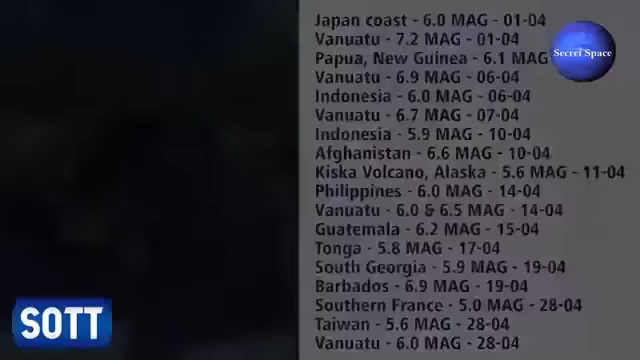 Japan coast - 6.0 MAG - 01-04
Vanuatu - 7.2 MAG - 01-04
Papua, New Guinea - 6.1 MAG
Secret Space
Vanuatu - 6.9 MAG - 06-04
Indonesia - 6.0 MAG - 06-04
Vanuatu - 6.7 MAG - 07-04
Indonesia - 5.9 MAG - 10-04
Afghanistan - 6.6 MAG - 10-04
Kiska Volcano, Alaska - 5.6 MAG - 11-04
Philippines - 6.0 MAG - 14-04
Vanuatu - 6.0 & 6.5 MAG - 14-04
Guatemala - 6.2 MAG - 15-04
Tonga - 5.8 MAG - 17-04
South Georgia - 5.9 MAG - 19-04
Barbados - 6.9 MAG - 19-04
Southern France - 5.0 MAG - 28-04
Taiwan - 5.6 MAG - 28-04
Vanuatu - 6.0 MAG - 28-04
SOTT